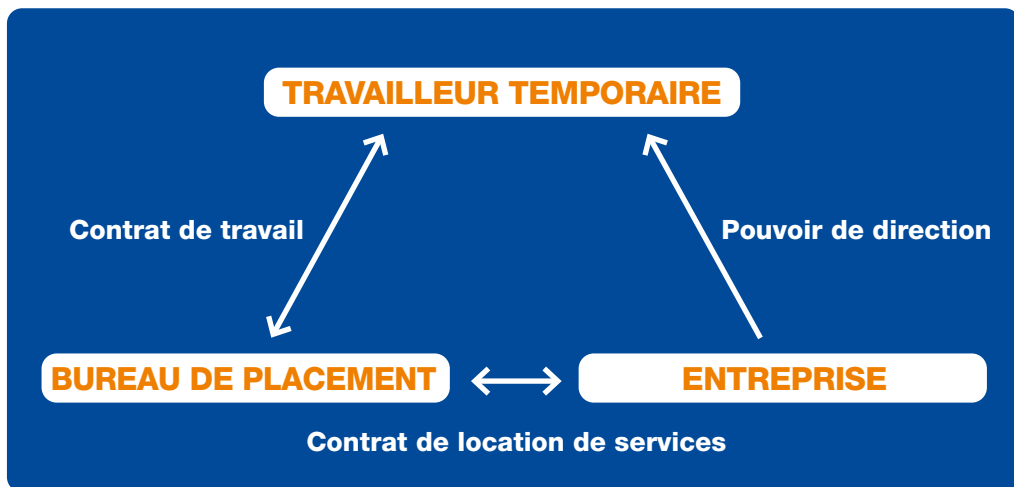 TRAVAILLEUR TEMPORAIRE
Contrat de travail
Pouvoir de direction
BUREAU DE PLACEMENT
ENTREPRISE
Contrat de location de services